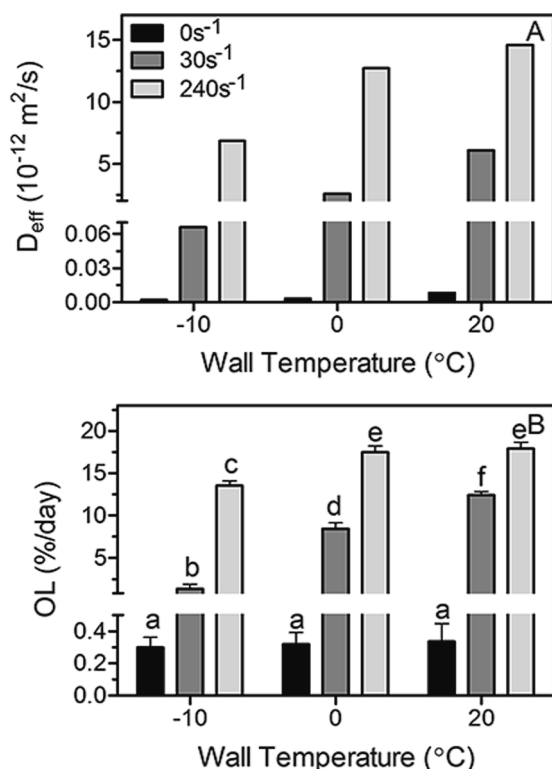 A
0s⁻¹
30s⁻¹
240s⁻¹
15
10
5
0.06
0.03
0.00
D_eff (10⁻¹² m²/s)
-10 0 20
Wall Temperature (°C)
B
20
15
10
5
0.4
0.2
0.0
OL (%/day)
a b c a d e a f e
-10 0 20
Wall Temperature (°C)